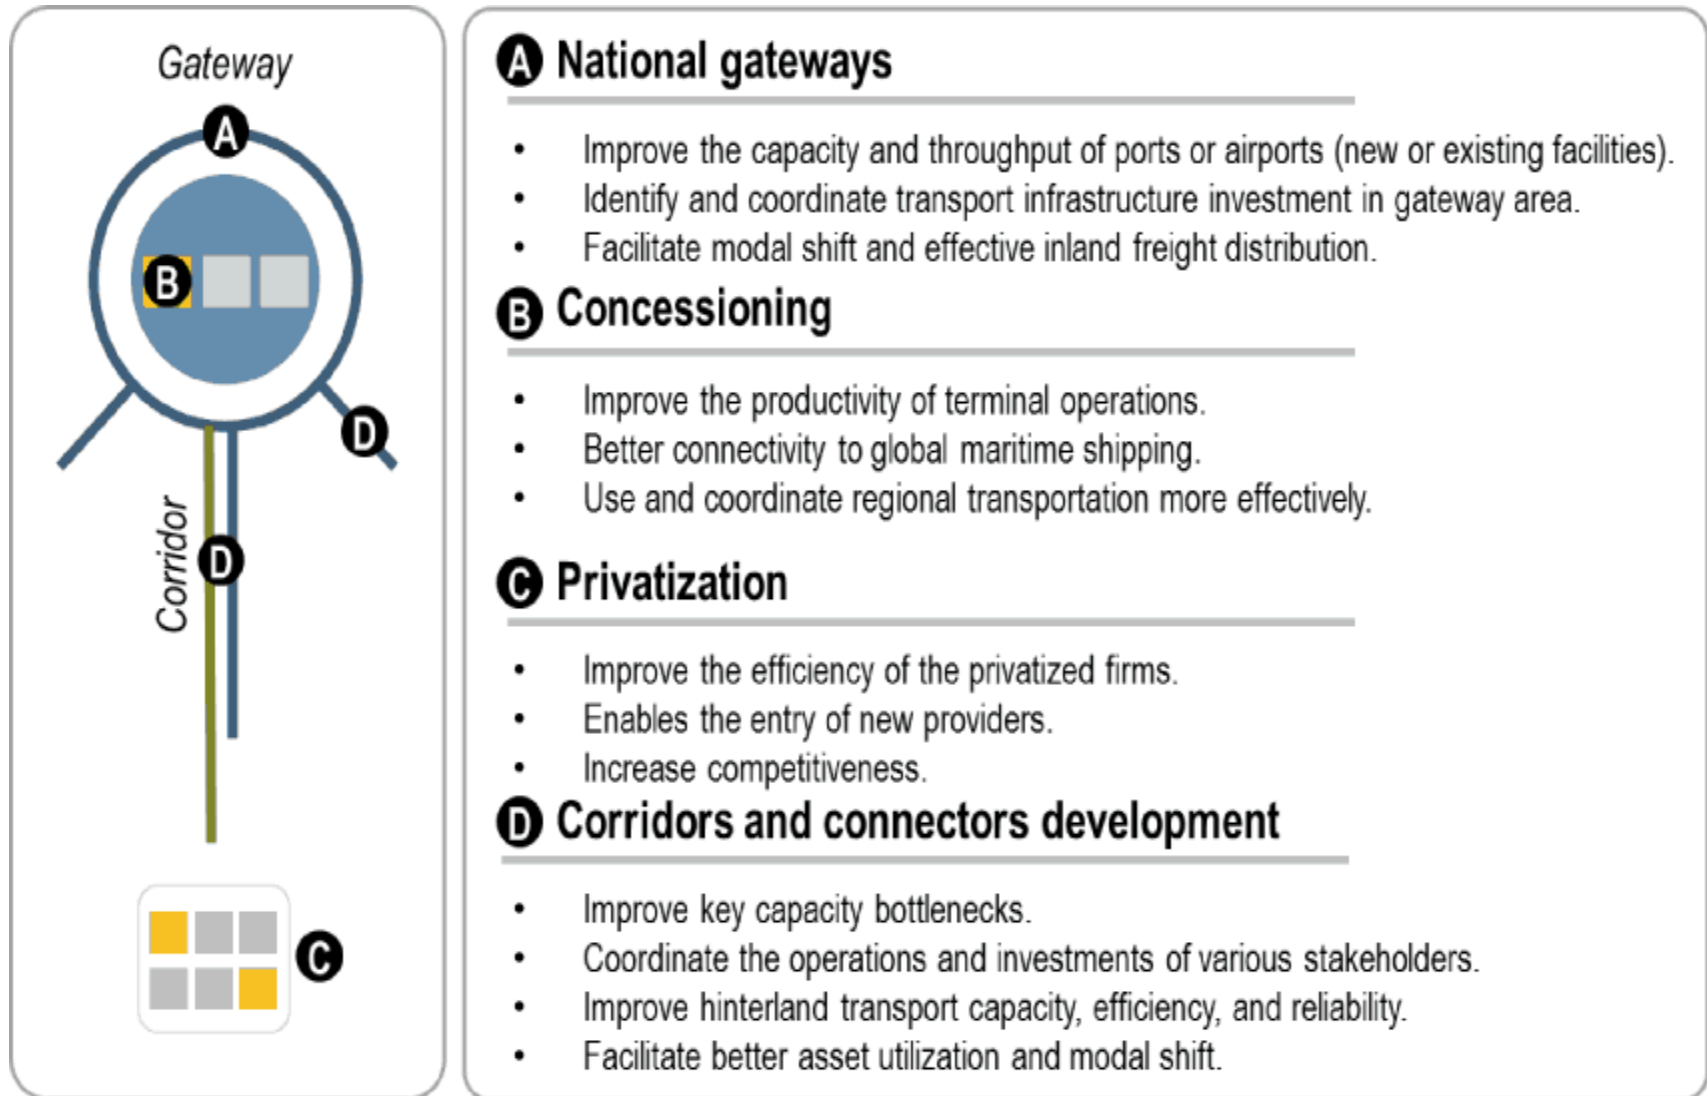 Gateway
A
B
D
Corridor
D
C
A National gateways
• Improve the capacity and throughput of ports or airports (new or existing facilities).
• Identify and coordinate transport infrastructure investment in gateway area.
• Facilitate modal shift and effective inland freight distribution.
B Concessioning
• Improve the productivity of terminal operations.
• Better connectivity to global maritime shipping.
• Use and coordinate regional transportation more effectively.
C Privatization
• Improve the efficiency of the privatized firms.
• Enables the entry of new providers.
• Increase competitiveness.
D Corridors and connectors development
• Improve key capacity bottlenecks.
• Coordinate the operations and investments of various stakeholders.
• Improve hinterland transport capacity, efficiency, and reliability.
• Facilitate better asset utilization and modal shift.